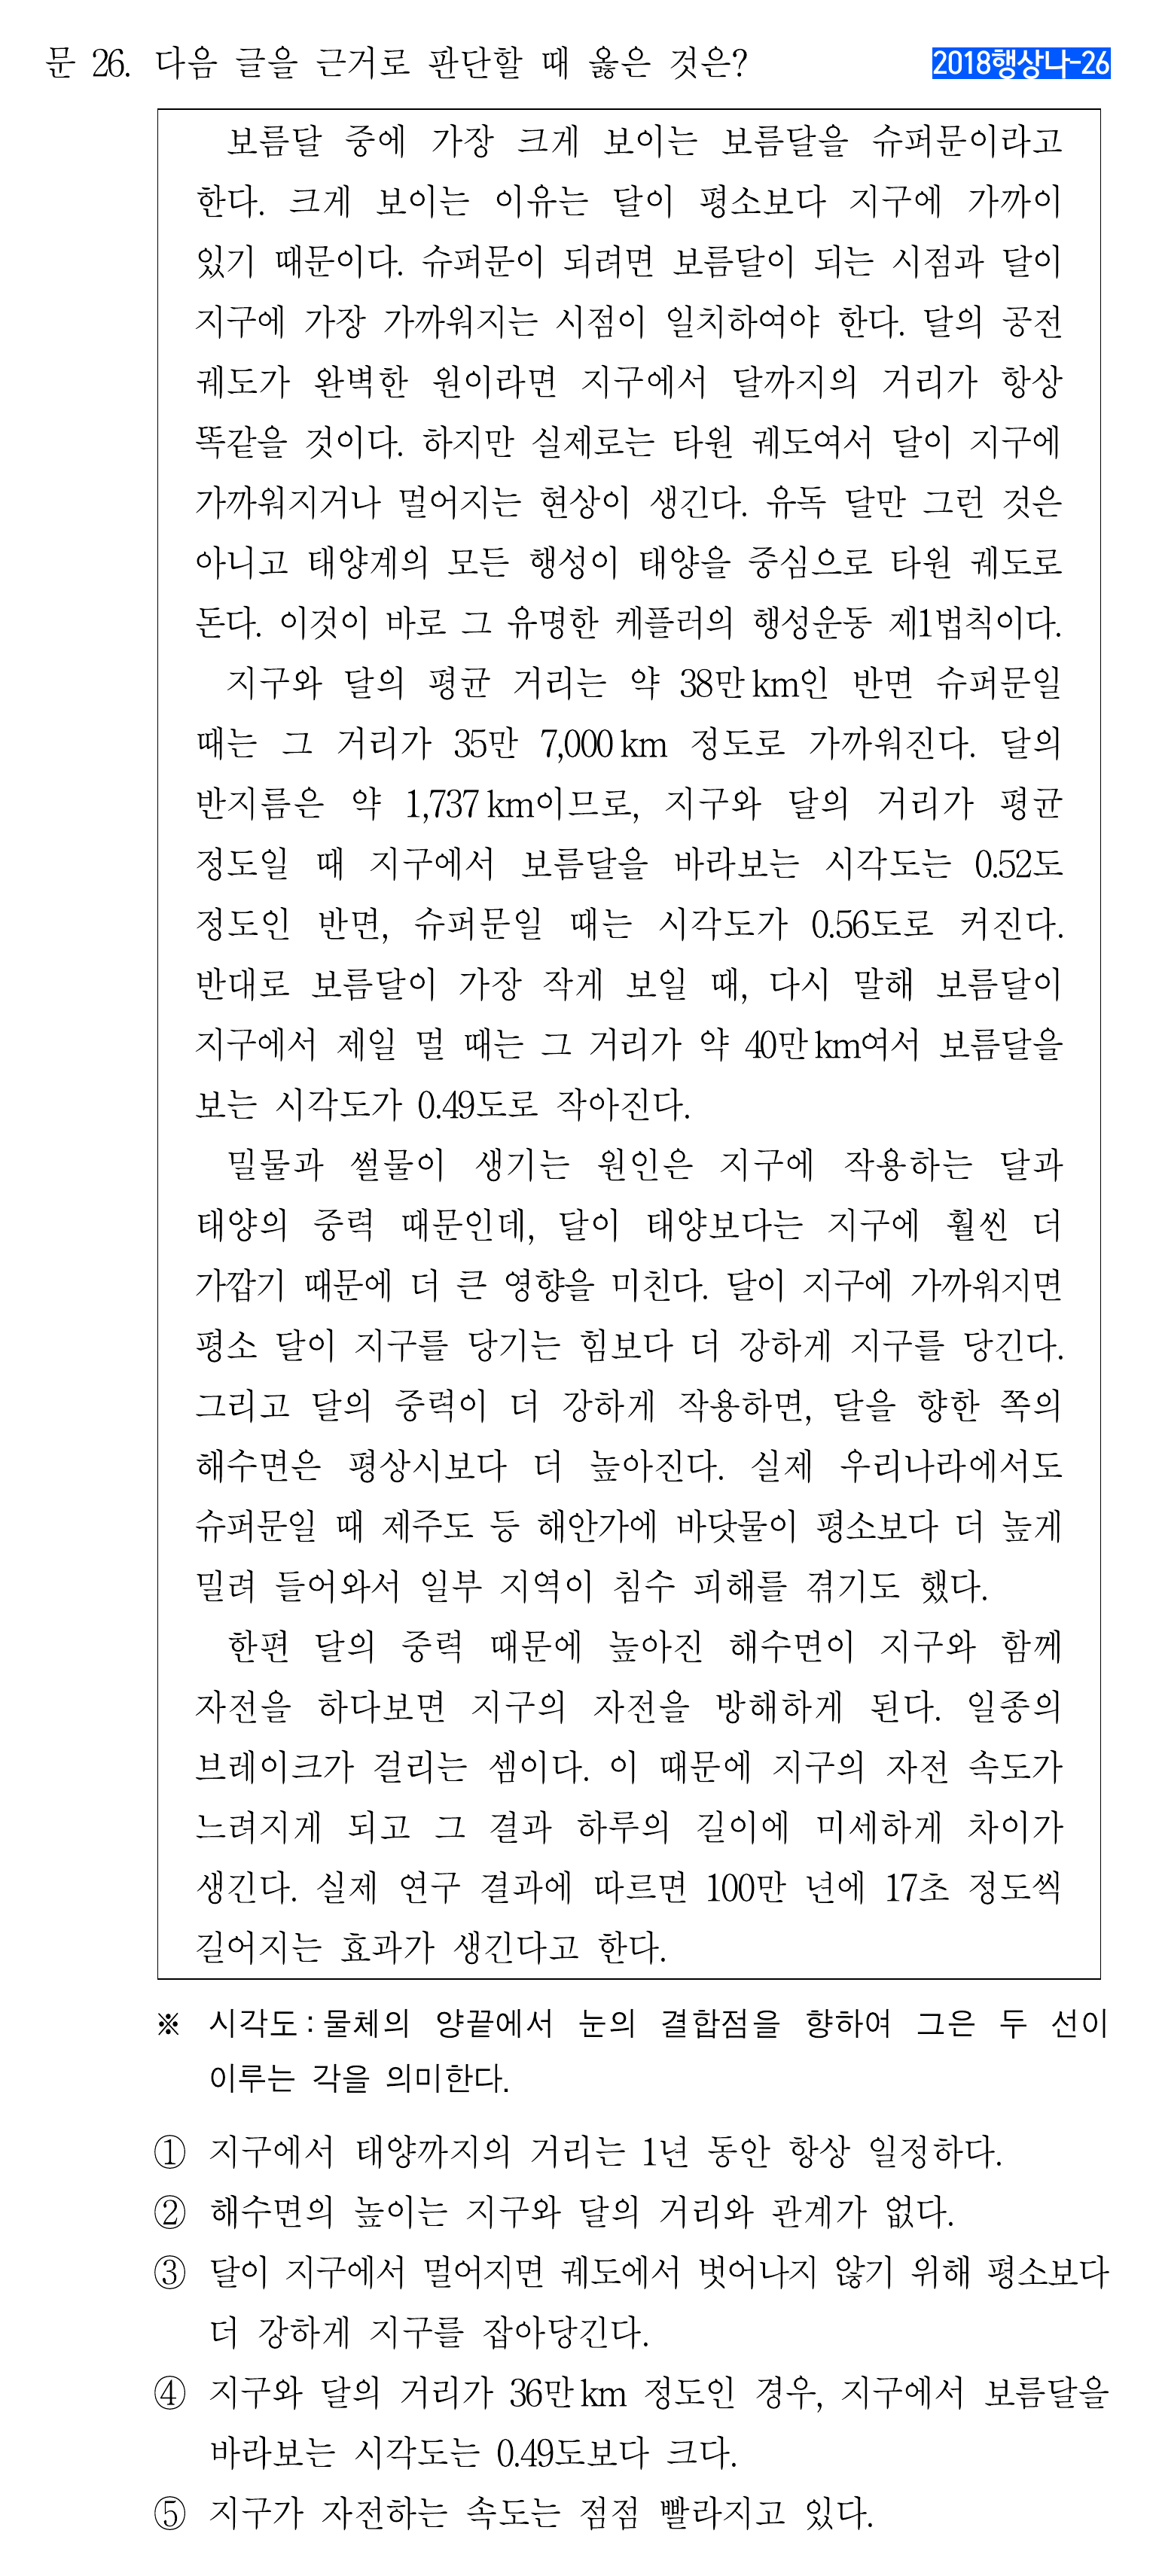 문 26. 다음 글을 근거로 판단할 때 옳은 것은?
2018행상나-26
보름달 중에 가장 크게 보이는 보름달을 슈퍼문이라고
한다. 크게 보이는 이유는 달이 평소보다 지구에 가까이
있기 때문이다. 슈퍼문이 되려면 보름달이 되는 시점과 달이
지구에 가장 가까워지는 시점이 일치하여야 한다. 달의 공전
궤도가 완벽한 원이라면 지구에서 달까지의 거리가 항상
똑같을 것이다. 하지만 실제로는 타원 궤도여서 달이 지구에
가까워지거나 멀어지는 현상이 생긴다. 유독 달만 그런 것은
아니고 태양계의 모든 행성이 태양을 중심으로 타원 궤도로
돈다. 이것이 바로 그 유명한 케플러의 행성운동 제1법칙이다.
지구와 달의 평균 거리는 약 38만 km인 반면 슈퍼문일
때는 그 거리가 35만 7,000 km 정도로 가까워진다. 달의
반지름은 약 1,737 km이므로, 지구와 달의 거리가 평균
정도일 때 지구에서 보름달을 바라보는 시각도는 0.52도
정도인 반면, 슈퍼문일 때는 시각도가 0.56도로 커진다.
반대로 보름달이 가장 작게 보일 때, 다시 말해 보름달이
지구에서 제일 멀 때는 그 거리가 약 40만 km여서 보름달을
보는 시각도가 0.49도로 작아진다.
밀물과 썰물이 생기는 원인은 지구에 작용하는 달과
태양의 중력 때문인데, 달이 태양보다는 지구에 훨씬 더
가깝기 때문에 더 큰 영향을 미친다. 달이 지구에 가까워지면
평소 달이 지구를 당기는 힘보다 더 강하게 지구를 당긴다.
그리고 달의 중력이 더 강하게 작용하면, 달을 향한 쪽의
해수면은 평상시보다 더 높아진다. 실제 우리나라에서도
슈퍼문일 때 제주도 등 해안가에 바닷물이 평소보다 더 높게
밀려 들어와서 일부 지역이 침수 피해를 겪기도 했다.
한편 달의 중력 때문에 높아진 해수면이 지구와 함께
자전을 하다보면 지구의 자전을 방해하게 된다. 일종의
브레이크가 걸리는 셈이다. 이 때문에 지구의 자전 속도가
느려지게 되고 그 결과 하루의 길이에 미세하게 차이가
생긴다. 실제 연구 결과에 따르면 100만 년에 17초 정도씩
길어지는 효과가 생긴다고 한다.
※ 시각도 : 물체의 양끝에서 눈의 결합점을 향하여 그은 두 선이
이루는 각을 의미한다.
① 지구에서 태양까지의 거리는 1년 동안 항상 일정하다.
② 해수면의 높이는 지구와 달의 거리와 관계가 없다.
③ 달이 지구에서 멀어지면 궤도에서 벗어나지 않기 위해 평소보다
더 강하게 지구를 잡아당긴다.
④ 지구와 달의 거리가 36만 km 정도인 경우, 지구에서 보름달을
바라보는 시각도는 0.49도보다 크다.
⑤ 지구가 자전하는 속도는 점점 빨라지고 있다.